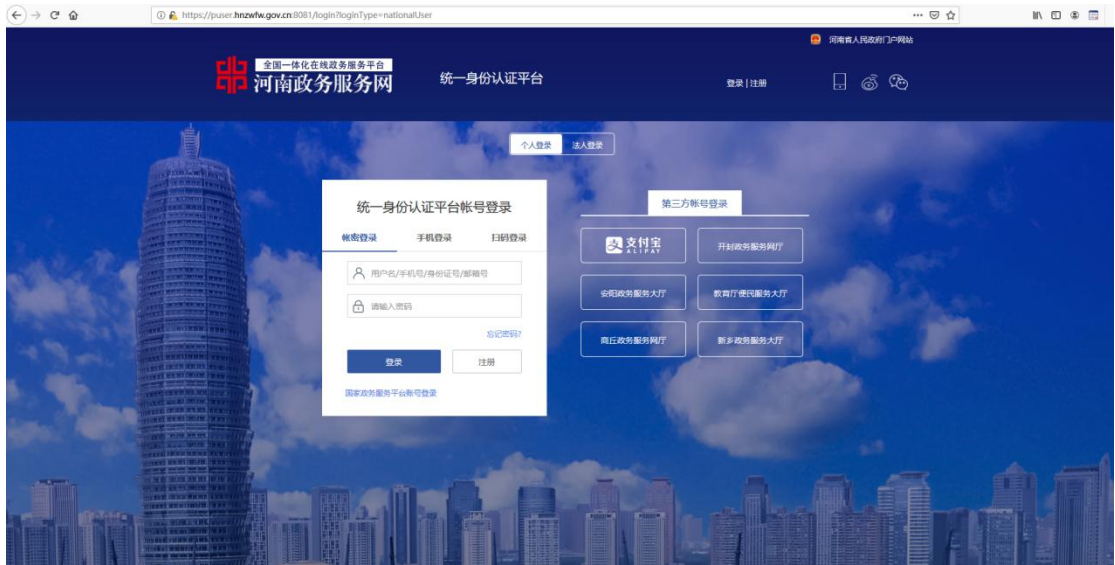 https://puser.hnzwfw.gov.cn:8081/login?loginType=nationalUser
河南省人民政府门户网站
全国一体化在线政务服务平台
河南政务服务网
统一身份认证平台
登录 | 注册
个人登录 法人登录
统一身份认证平台帐号登录
帐密登录 手机登录 扫码登录
用户名/手机号/身份证号/邮箱号
请输入密码
忘记密码?
登录 注册
国家政务服务平台账号登录
第三方帐号登录
支付宝
ALIPAY
开封政务服务网厅
安阳政务服务大厅
教育厅便民服务大厅
商丘政务服务网厅
新乡政务服务大厅